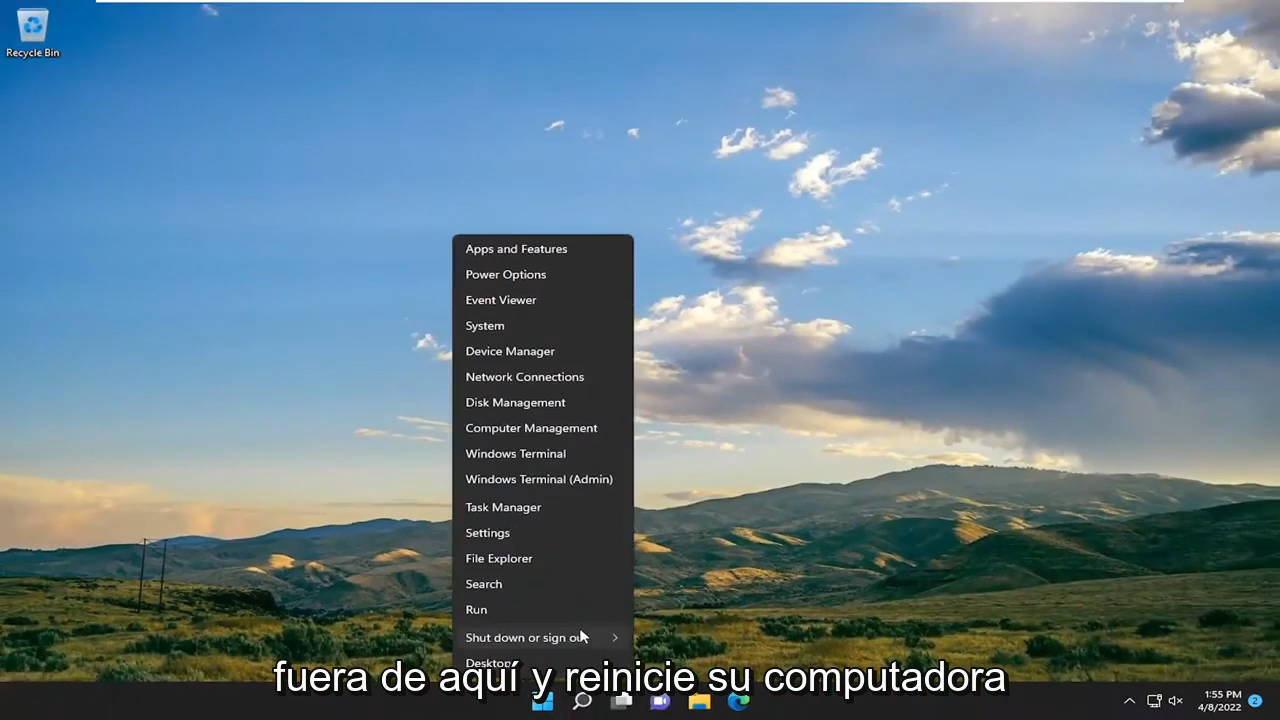 Recycle Bin
Apps and Features
Power Options
Event Viewer
System
Device Manager
Network Connections
Disk Management
Computer Management
Windows Terminal
Windows Terminal (Admin)
Task Manager
Settings
File Explorer
Search
Run
Shut down or sign out
Desktop
fuera de aquí y reinicie su computadora
1:55 PM
4/8/2022
2